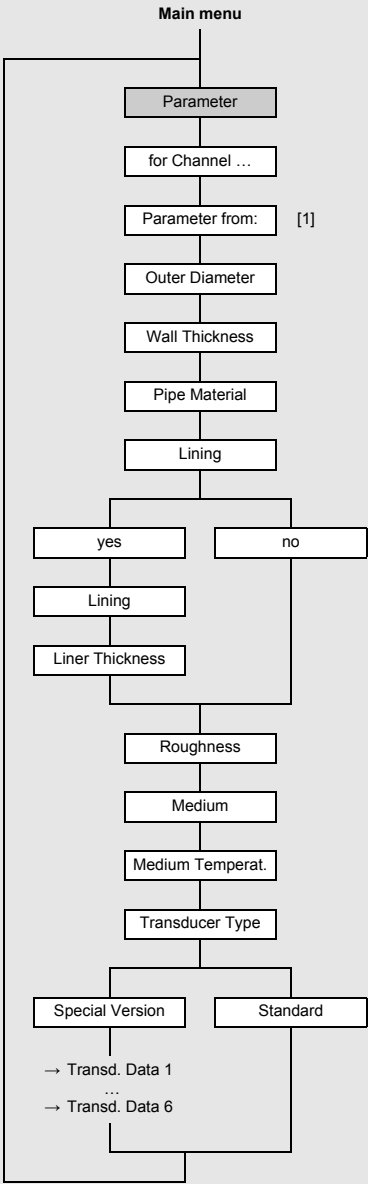 Main menu
Parameter
for Channel …
Parameter from: [1]
Outer Diameter
Wall Thickness
Pipe Material
Lining
yes no
Lining
Liner Thickness
Roughness
Medium
Medium Temperat.
Transducer Type
Special Version Standard
→ Transd. Data 1
…
→ Transd. Data 6